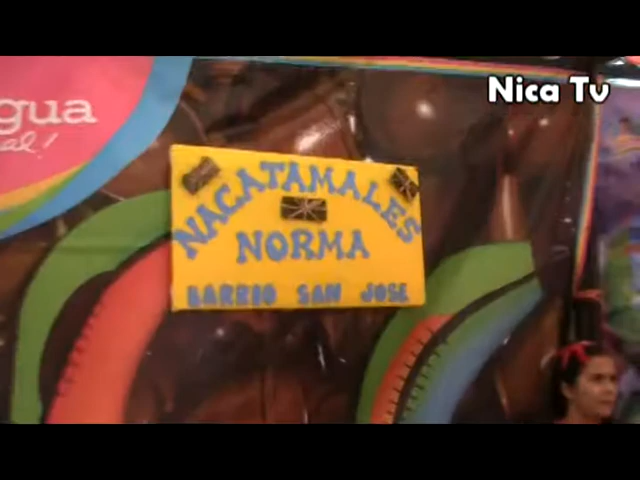 Nica Tv
gua
al!
NACATAMALES
NORMA
BARRIO SAN JOSE